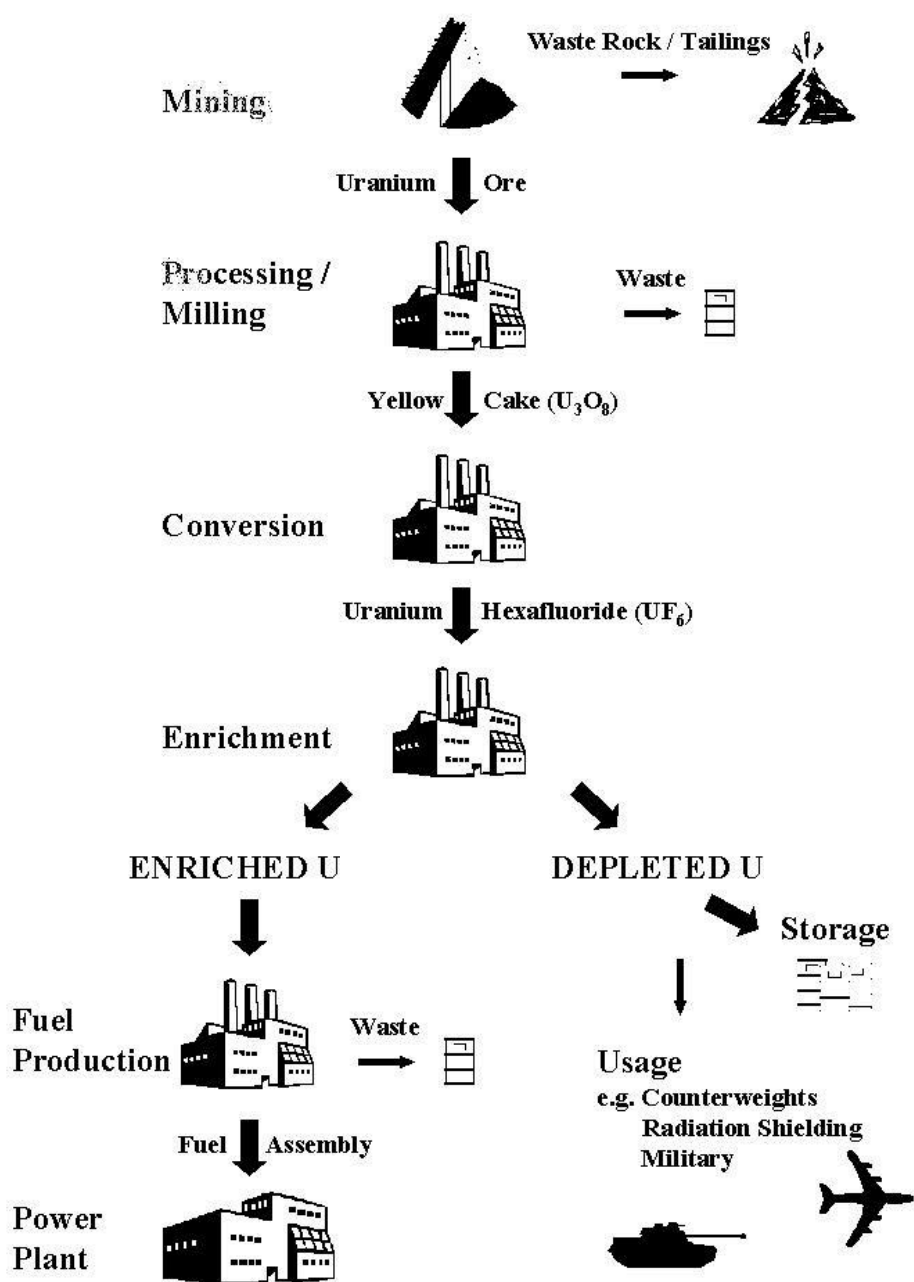 Waste Rock / Tailings
Mining
Uranium Ore
Processing /
Milling
Waste
Yellow Cake (U₃O₈)
Conversion
Uranium Hexafluoride (UF₆)
Enrichment
ENRICHED U
DEPLETED U
Storage
Fuel
Production
Waste
Usage
e.g. Counterweights
Radiation Shielding
Military
Fuel Assembly
Power
Plant